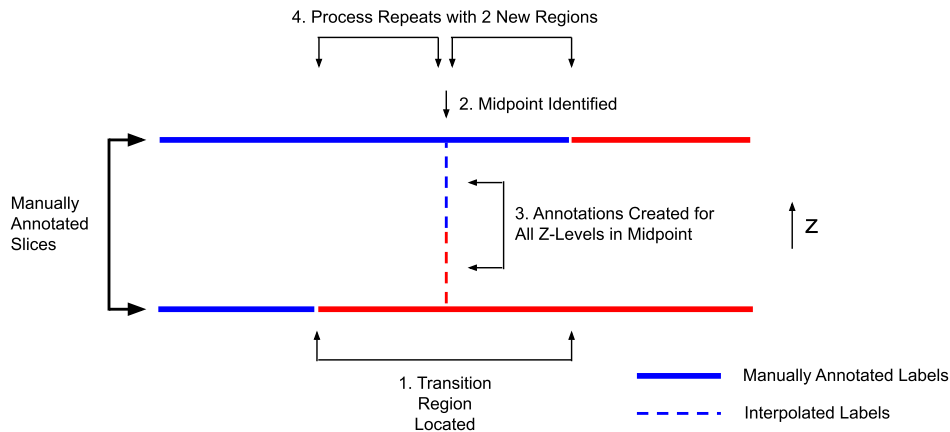 4. Process Repeats with 2 New Regions
2. Midpoint Identified
Manually
Annotated
Slices
3. Annotations Created for
All Z-Levels in Midpoint
Z
1. Transition
Region
Located
Manually Annotated Labels
Interpolated Labels